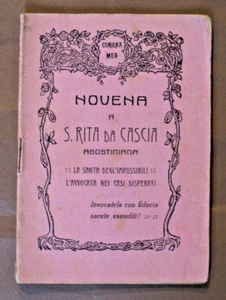 CORONA
MEA
NOVENA
A
S. RITA DA CASCIA
AGOSTINIANA
:: LA SANTA DEGL'IMPOSSIBILI ::
L'AVVOCATA NEI CASI DISPERATI
Invocatela con fiducia
sarete esauditi! :: ::